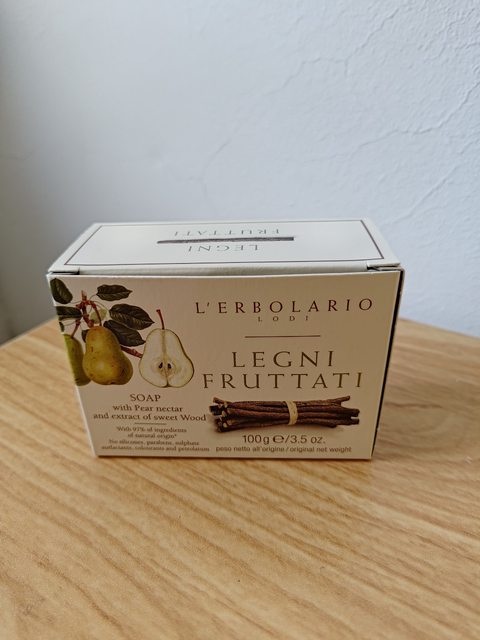 LEGNI
FRUTTATI
L'ERBOLARIO
LODI
LEGNI
FRUTTATI
SOAP
with Pear nectar
and extract of sweet Wood
With 97% of ingredients
of natural origin*
No silicones, parabens, sulphate
surfactants, colourants and petrolatum
100 g ℮/3.5 oz.
peso netto all'origine/original net weight